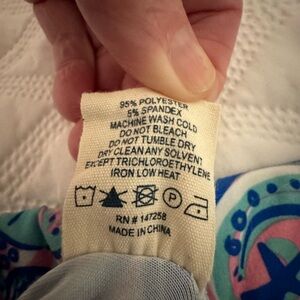 95% POLYESTER
5% SPANDEX
MACHINE WASH COLD
DO NOT BLEACH
DO NOT TUMBLE DRY
DRY CLEAN ANY SOLVENT
EXCEPT TRICHLOROETHYLENE
IRON LOW HEAT
P
RN # 147258
MADE IN CHINA